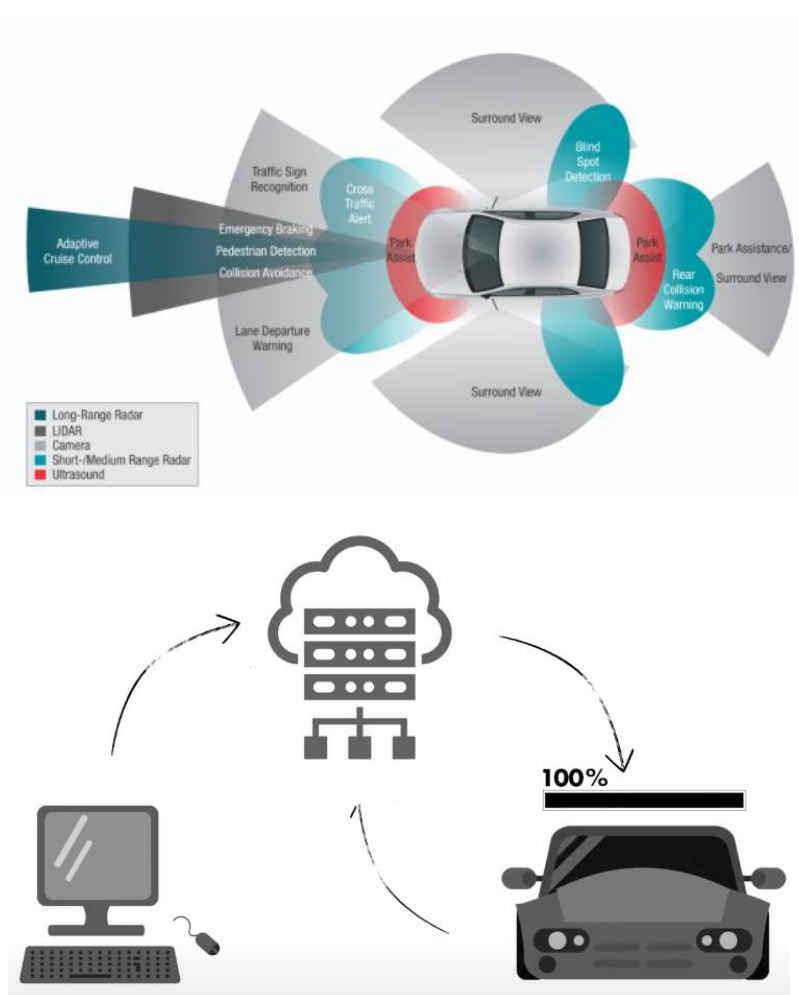 Surround View
Blind
Spot
Detection
Traffic Sign
Recognition
Cross
Traffic
Alert
Emergency Braking
Adaptive
Cruise Control
Pedestrian Detection
Collision Avoidance
Park
Assist
Park
Assist
Park Assistance/
Surround View
Rear
Collision
Warning
Lane Departure
Warning
Surround View
Long-Range Radar
LIDAR
Camera
Short-/Medium Range Radar
Ultrasound
100%